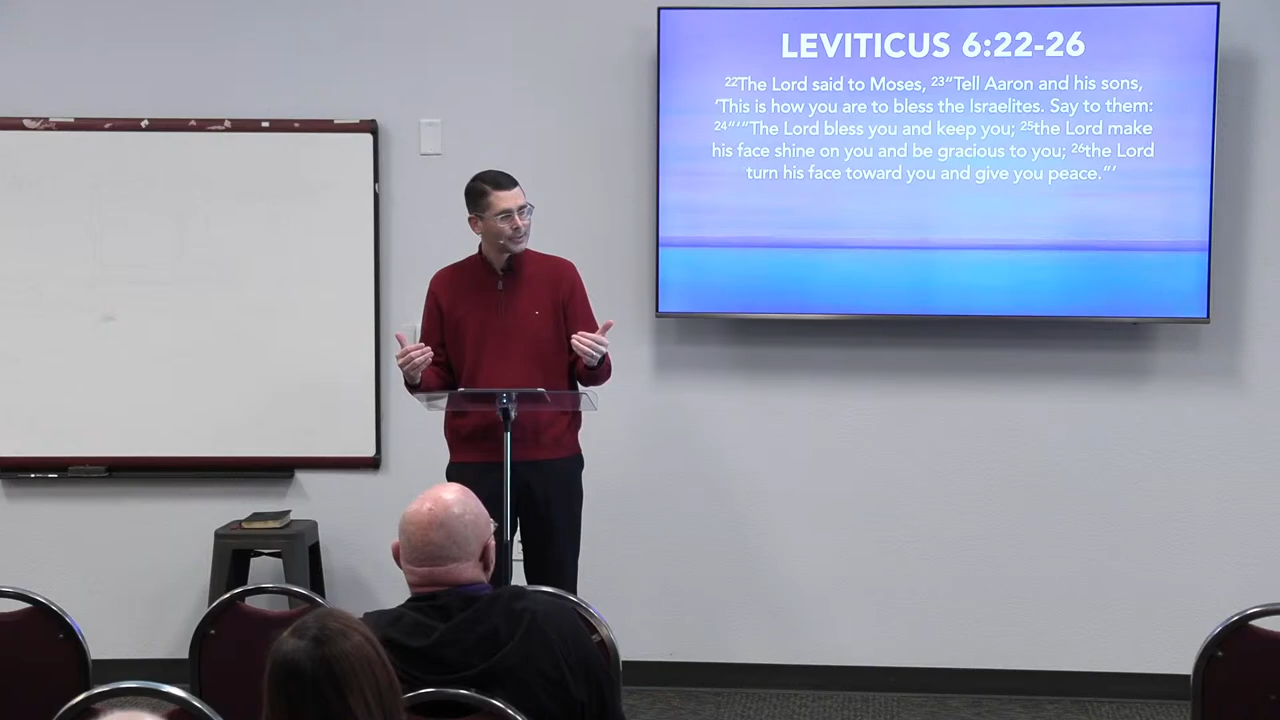 LEVITICUS 6:22-26
²²The Lord said to Moses, ²³“Tell Aaron and his sons,
‘This is how you are to bless the Israelites. Say to them:
²⁴“‘“The Lord bless you and keep you; ²⁵the Lord make
his face shine on you and be gracious to you; ²⁶the Lord
turn his face toward you and give you peace.”’